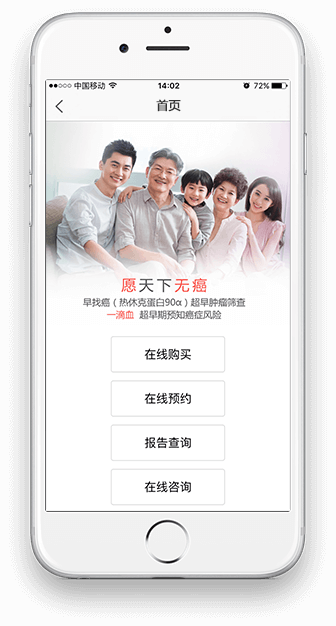 中国移动 14:02 72%
首页
愿天下无癌
早找癌（热休克蛋白90α）超早肿瘤筛查
一滴血 超早期预知癌症风险
在线购买
在线预约
报告查询
在线咨询